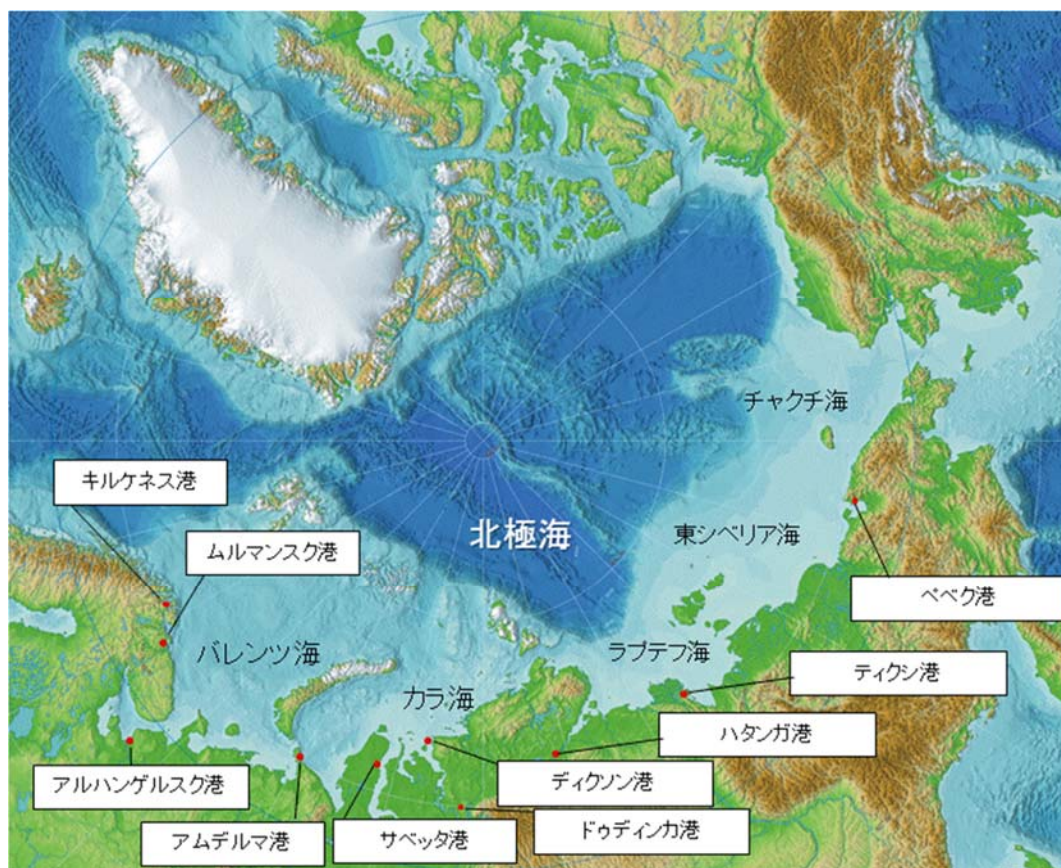 チャクチ海
キルケネス港
北極海
東シベリア海
ムルマンスク港
ペベク港
バレンツ海
ラプテフ海
ティクシ港
カラ海
ハタンガ港
アルハンゲルスク港
ディクソン港
アムデルマ港
サベッタ港
ドゥディンカ港